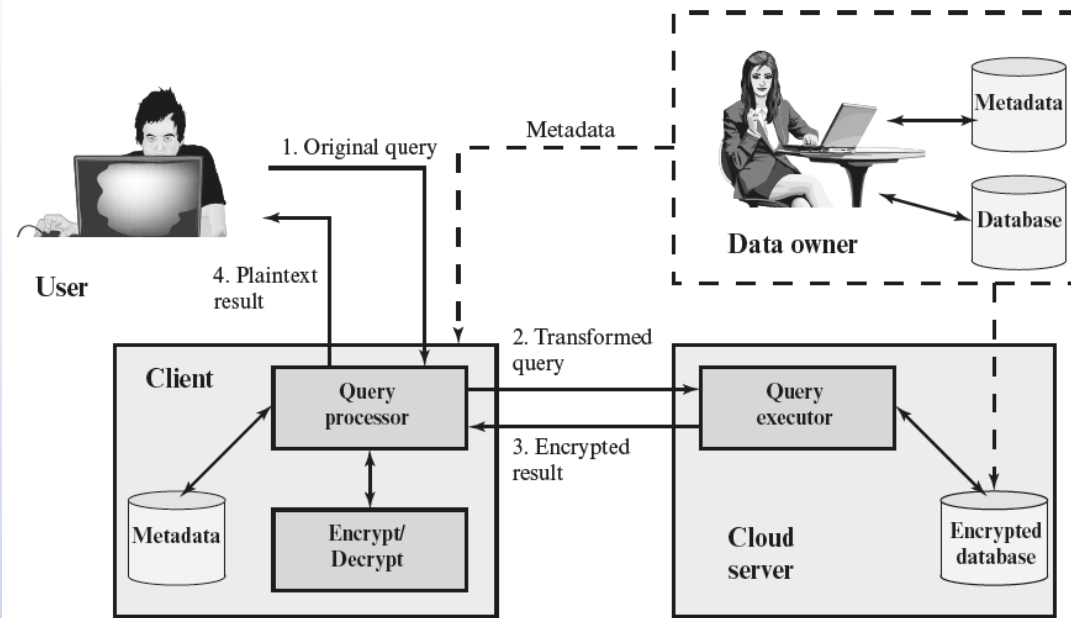 Metadata
Metadata
1. Original query
Database
Data owner
4. Plaintext
result
User
2. Transformed
query
Client
Query
processor
Query
executor
3. Encrypted
result
Metadata
Encrypt/
Decrypt
Cloud
server
Encrypted
database